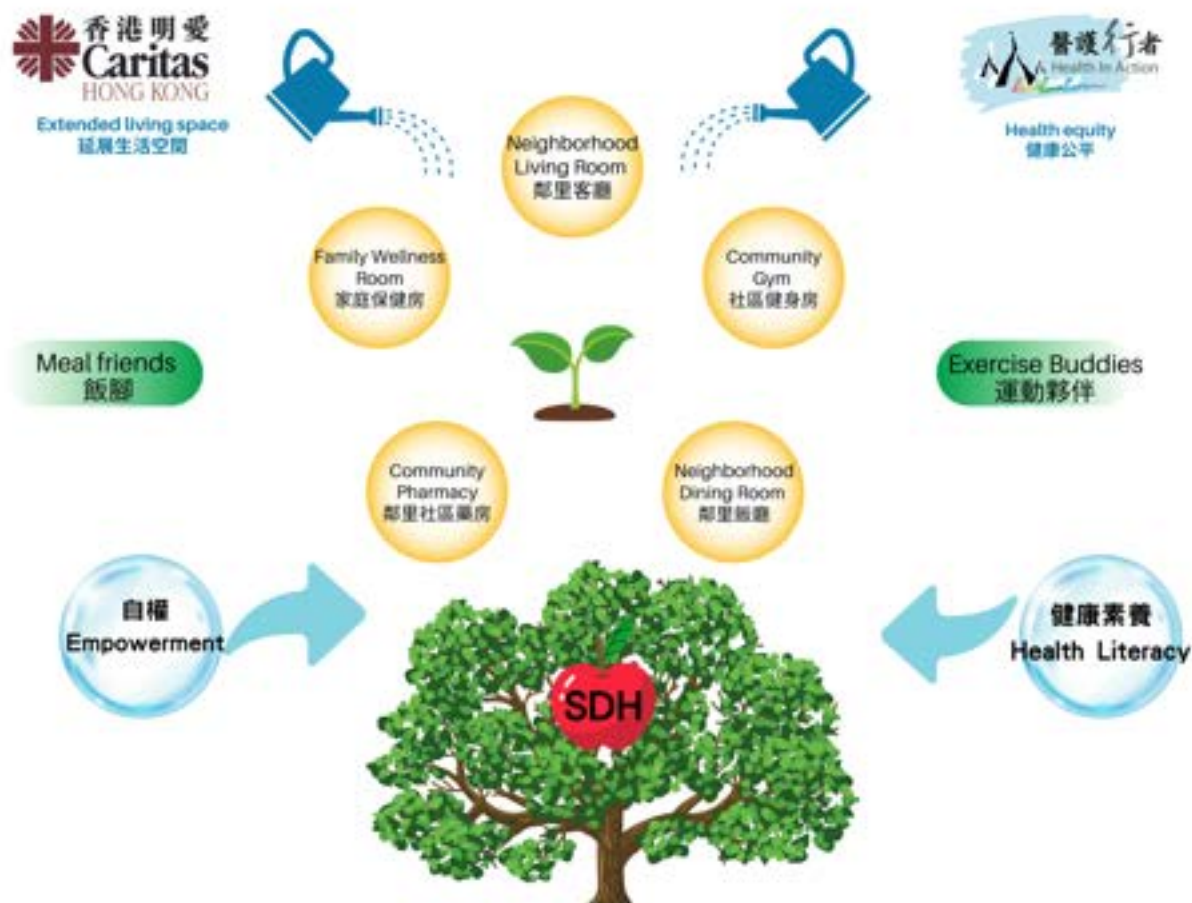 香港明愛
Caritas
HONG KONG
Extended living space
延展生活空間
醫護行者
Health In Action
Health equity
健康公平
Neighborhood
Living Room
鄰里客廳
Family Wellness
Room
家庭保健房
Community
Gym
社區健身房
Meal friends
飯腳
Exercise Buddies
運動夥伴
Community
Pharmacy
鄰里社區藥房
Neighborhood
Dining Room
鄰里飯廳
自權
Empowerment
健康素養
Health Literacy
SDH